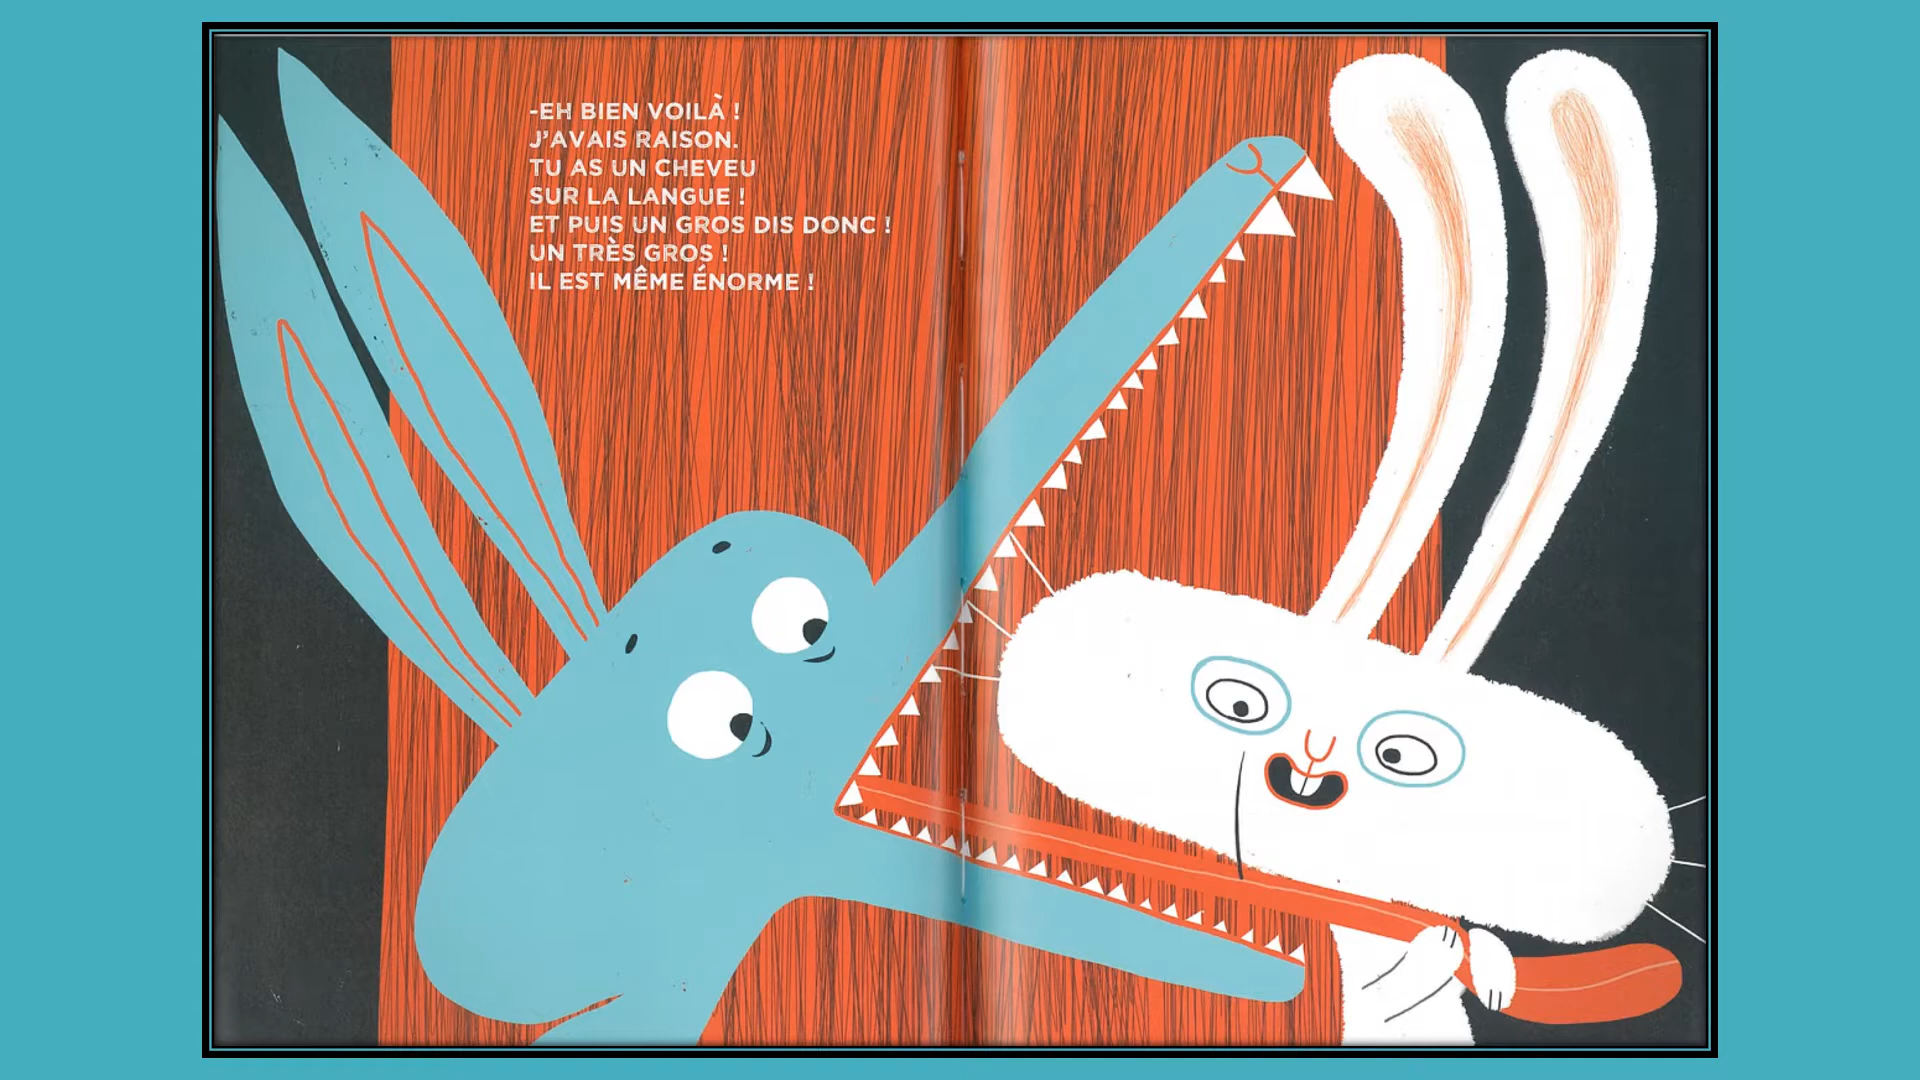 -EH BIEN VOILÀ !
J'AVAIS RAISON.
TU AS UN CHEVEU
SUR LA LANGUE !
ET PUIS UN GROS DIS DONC !
UN TRÈS GROS !
IL EST MÊME ÉNORME !